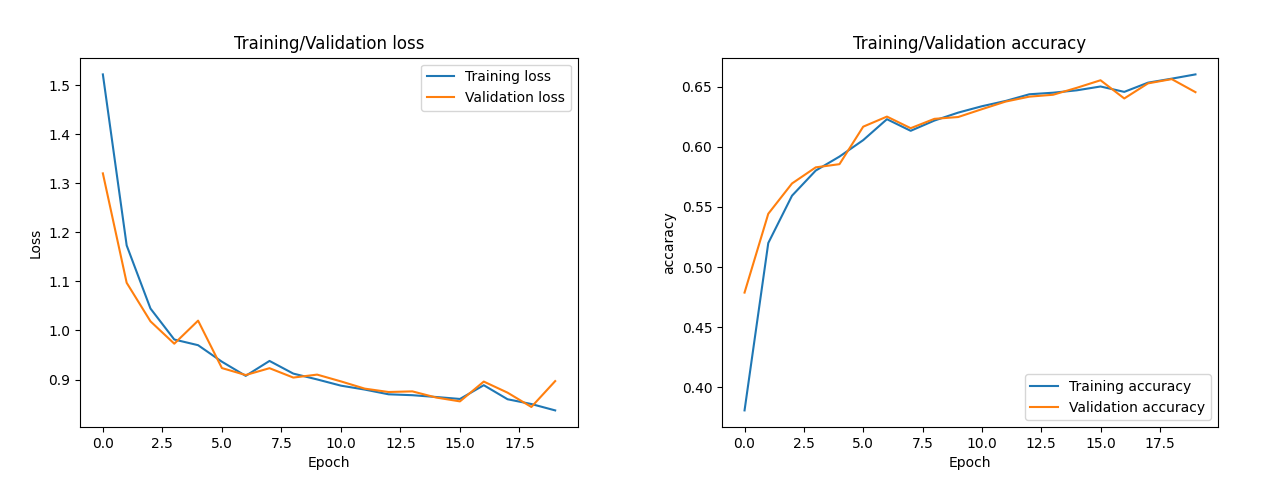 Training/Validation loss
Loss
1.5
1.4
1.3
1.2
1.1
1.0
0.9
Training loss
Validation loss
0.0 2.5 5.0 7.5 10.0 12.5 15.0 17.5
Epoch
Training/Validation accuracy
accaracy
0.65
0.60
0.55
0.50
0.45
0.40
Training accuracy
Validation accuracy
0.0 2.5 5.0 7.5 10.0 12.5 15.0 17.5
Epoch